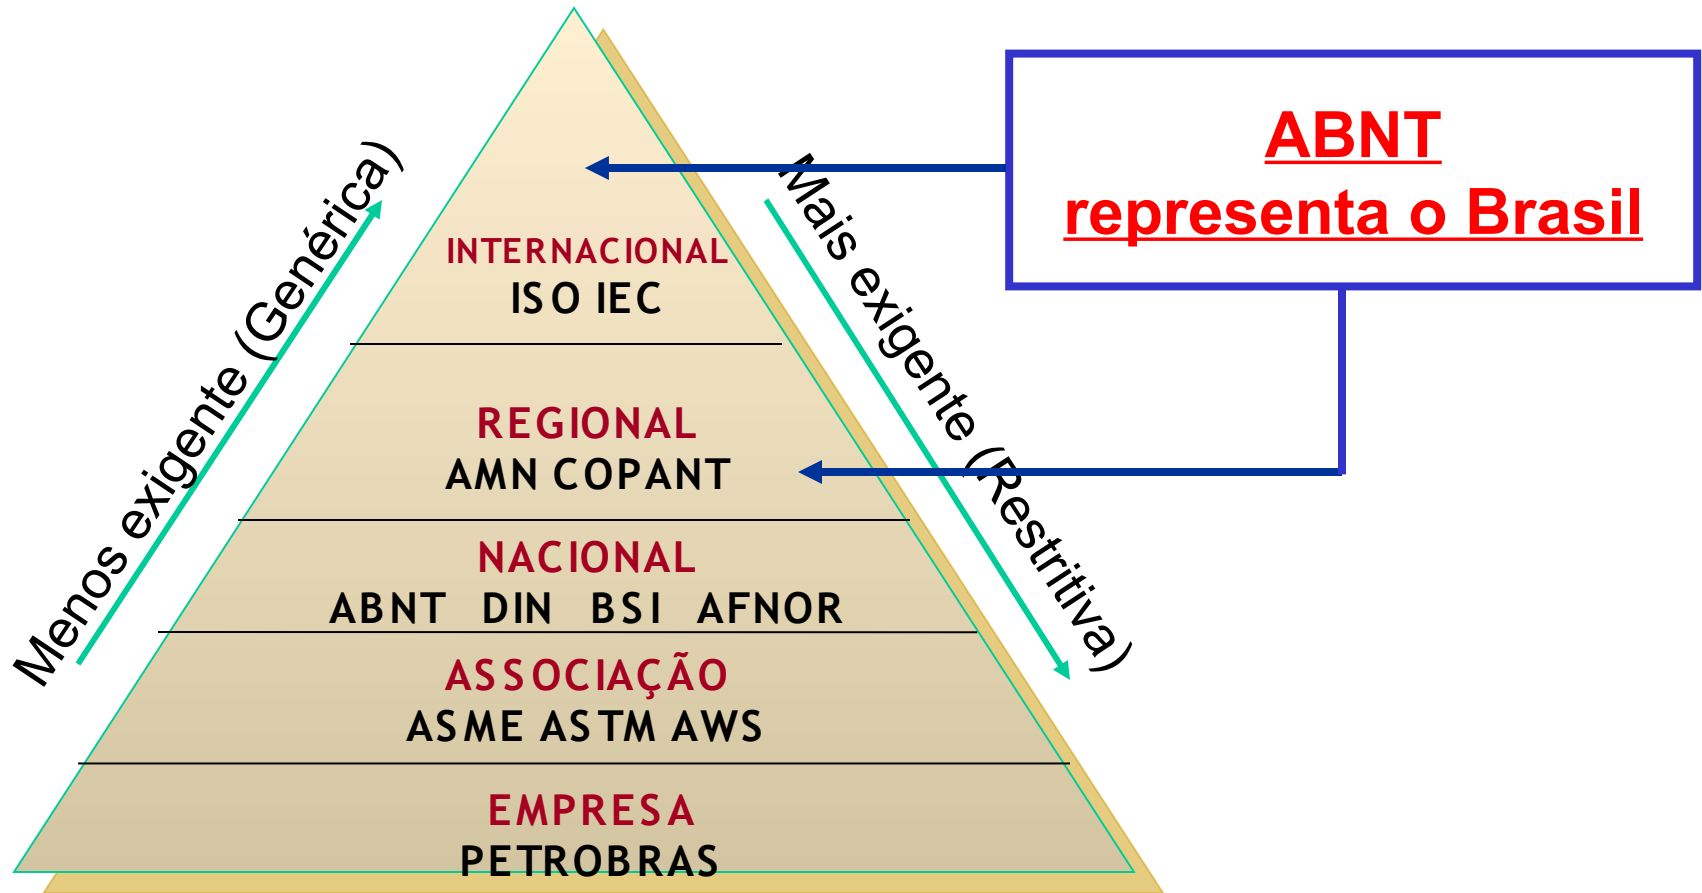 ABNT
representa o Brasil
Menos exigente (Genérica)
Mais exigente (Restritiva)
INTERNACIONAL
ISO IEC
REGIONAL
AMN COPANT
NACIONAL
ABNT DIN BSI AFNOR
ASSOCIAÇÃO
ASME ASTM AWS
EMPRESA
PETROBRAS